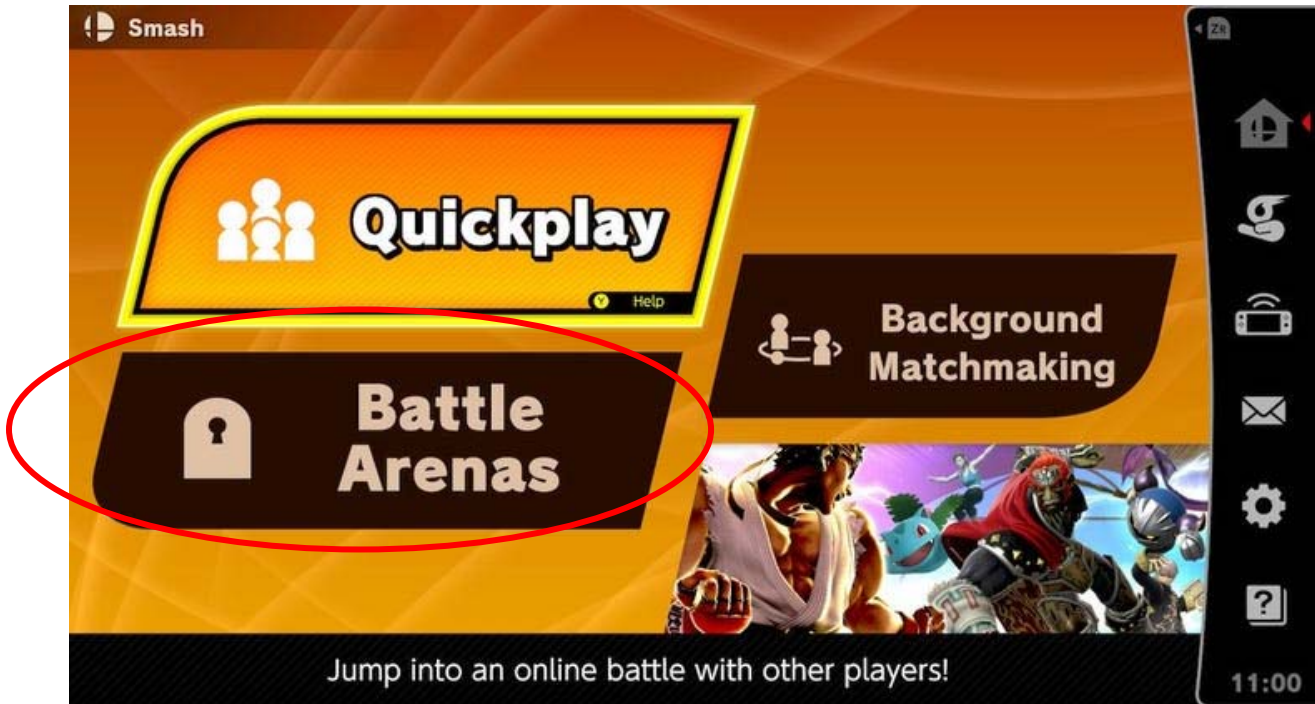 Smash
ZR
Quickplay
Y Help
Background
Matchmaking
Battle
Arenas
?
Jump into an online battle with other players!
11:00